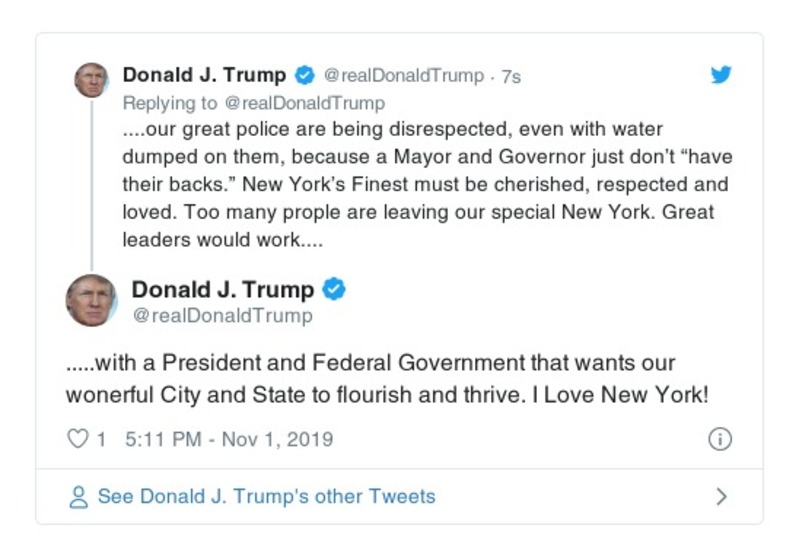 Donald J. Trump @realDonaldTrump · 7s
Replying to @realDonaldTrump
....our great police are being disrespected, even with water
dumped on them, because a Mayor and Governor just don’t “have
their backs.” New York’s Finest must be cherished, respected and
loved. Too many prople are leaving our special New York. Great
leaders would work....
Donald J. Trump
@realDonaldTrump
.....with a President and Federal Government that wants our
wonerful City and State to flourish and thrive. I Love New York!
1 5:11 PM - Nov 1, 2019
See Donald J. Trump's other Tweets